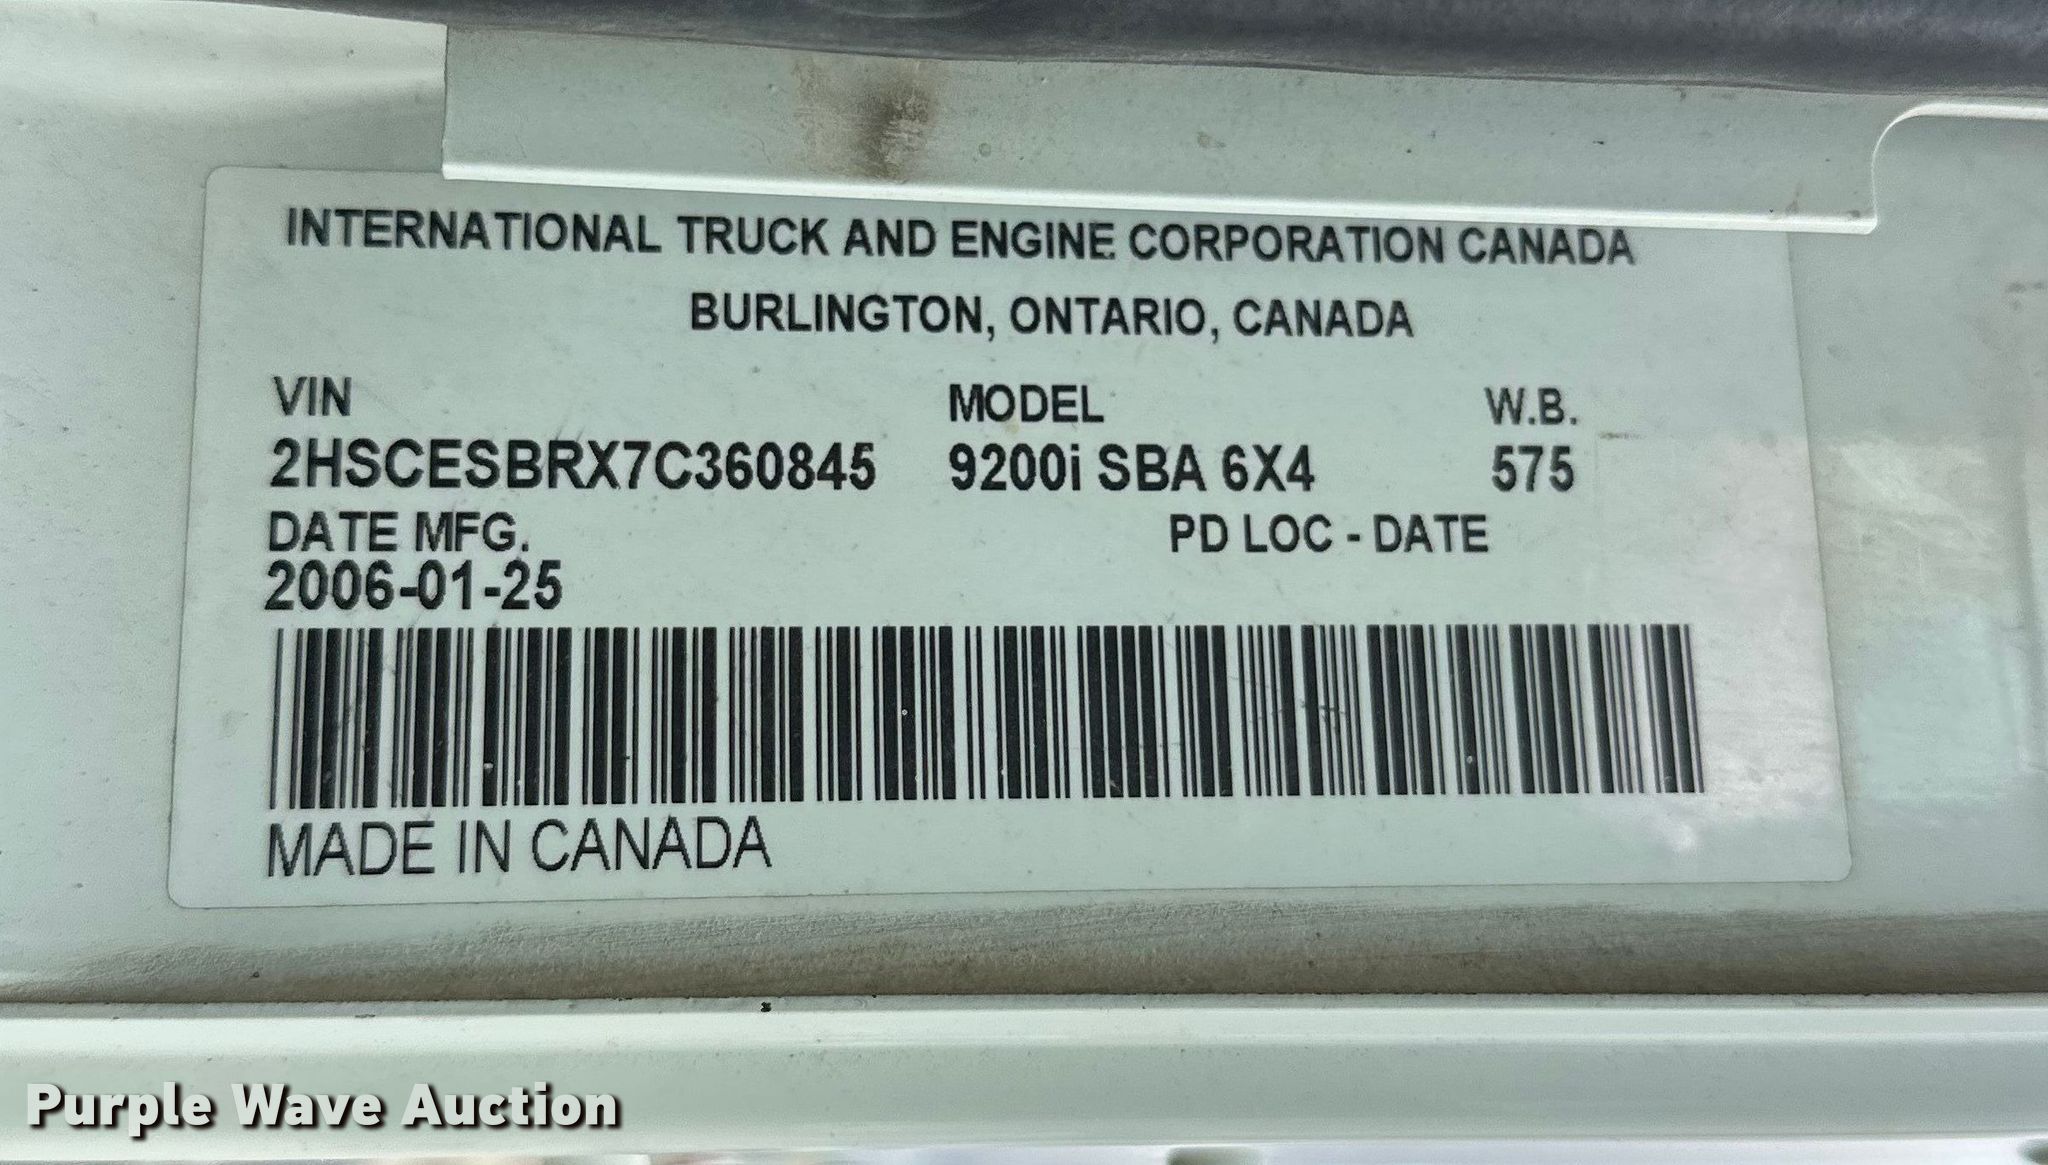 INTERNATIONAL TRUCK AND ENGINE CORPORATION CANADA
BURLINGTON, ONTARIO, CANADA
VIN MODEL W.B.
2HSCESBRX7C360845 9200i SBA 6X4 575
DATE MFG. PD LOC - DATE
2006-01-25
MADE IN CANADA
Purple Wave Auction